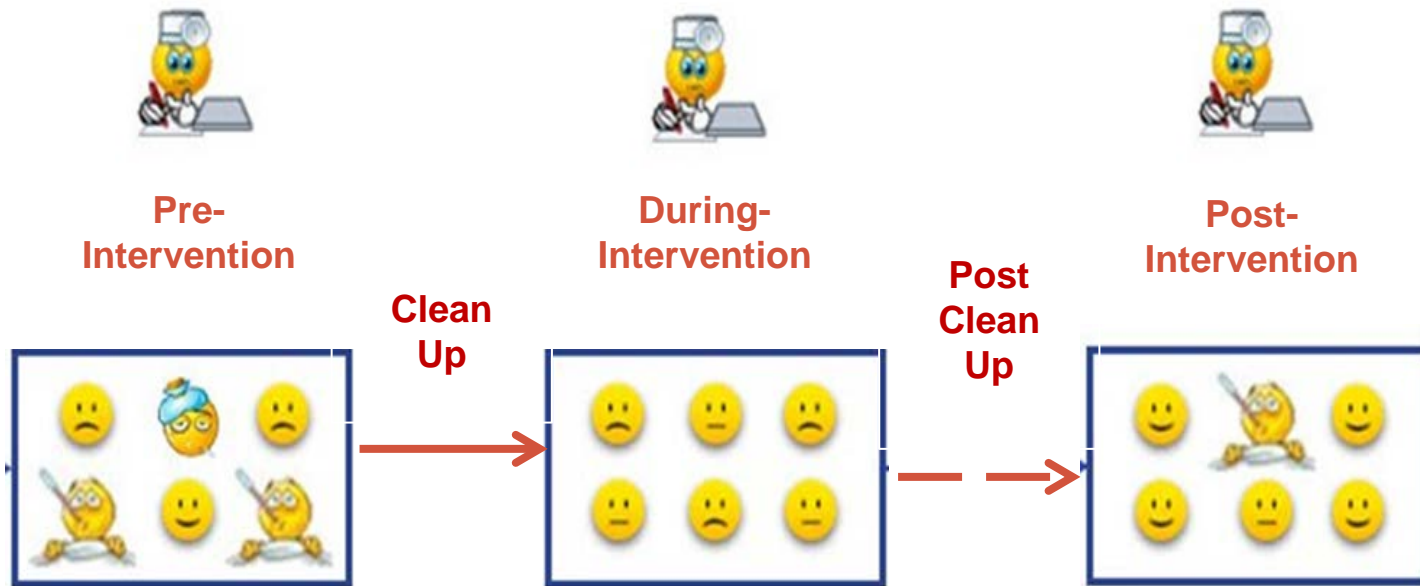 Pre-
Intervention
During-
Intervention
Post-
Intervention
Clean
Up
Post
Clean
Up